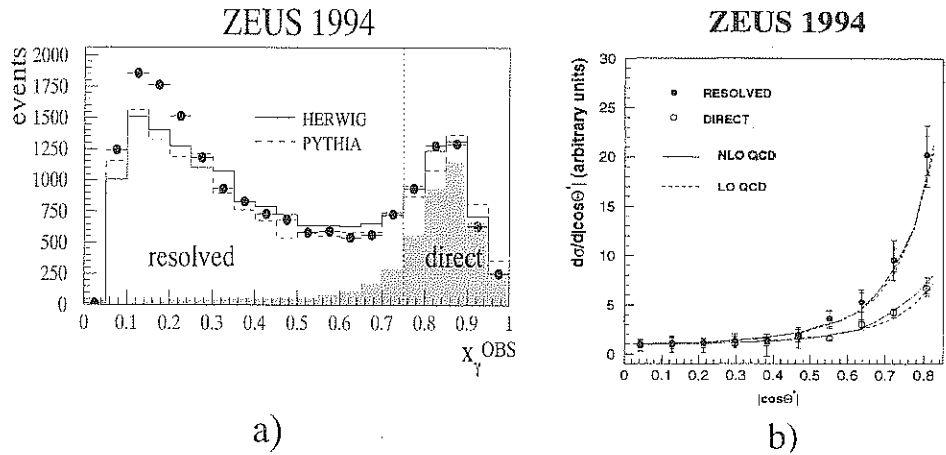 ZEUS 1994
events
2000
1750
1500
1250
1000
750
500
250
0
HERWIG
PYTHIA
resolved
direct
0 0.1 0.2 0.3 0.4 0.5 0.6 0.7 0.8 0.9 1
xγ^OBS
a)
ZEUS 1994
dσ/d|cosΘ*| (arbitrary units)
30
25
20
15
10
5
0
RESOLVED
DIRECT
NLO QCD
LO QCD
0 0.1 0.2 0.3 0.4 0.5 0.6 0.7 0.8
|cosΘ*|
b)